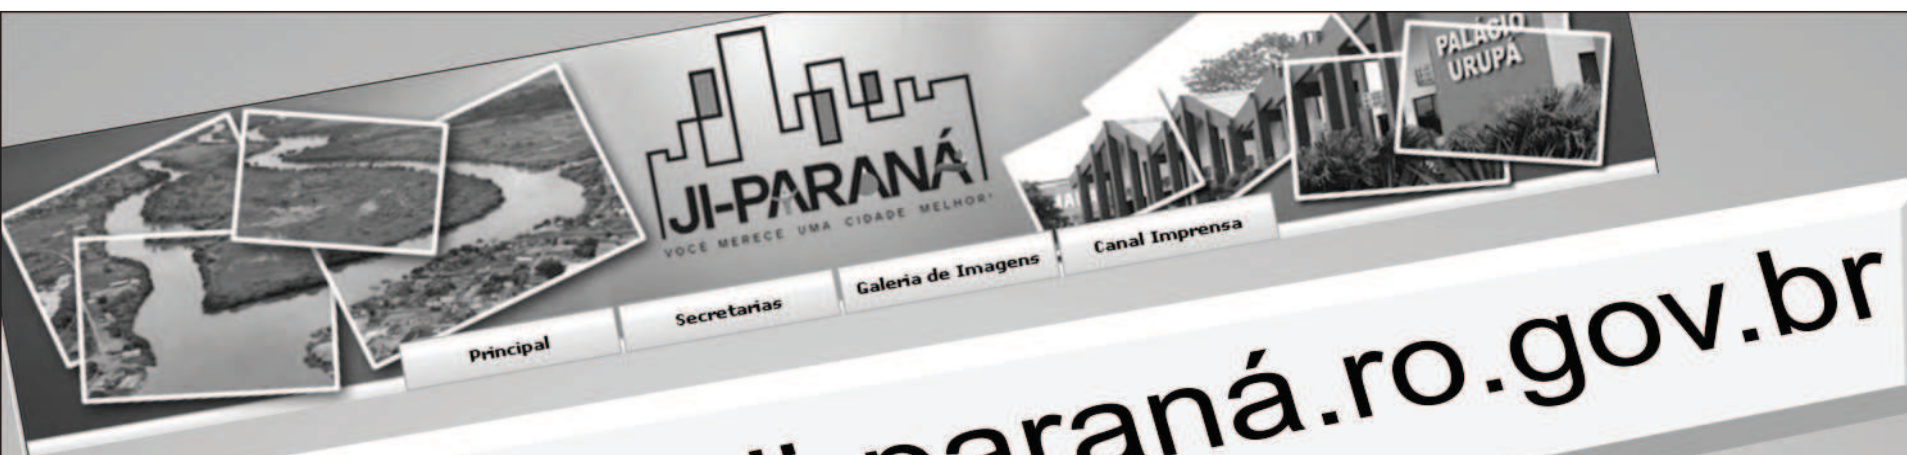 PALÁCIO
URUPÁ
JI-PARANÁ
VOCÊ MERECE UMA CIDADE MELHOR
Principal
Secretarias
Galeria de Imagens
Canal Imprensa
ji-paraná.ro.gov.br